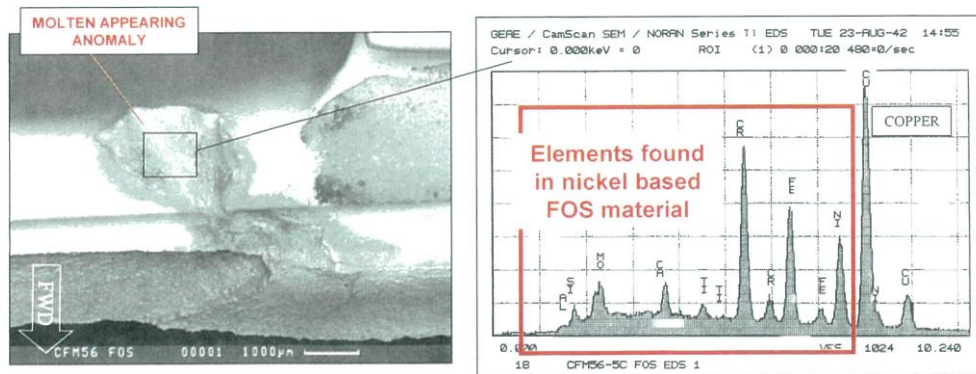 MOLTEN APPEARING
ANOMALY
FWD
CFM56 FOS 00001 1000µm
GEAE / CamScan SEM / NORAN Series II EDS TUE 23-AUG-42 14:55
Cursor: 0.000keV = 0 ROI (1) 0.000:20.480=0/sec
COPPER
Elements found
in nickel based
FOS material
AL
SI
MO
CA
TI
TI
CR
FE
FE
NI
CU
CU
0.000 VFS 1024 10.240
18 CFM56-5C FOS EDS 1